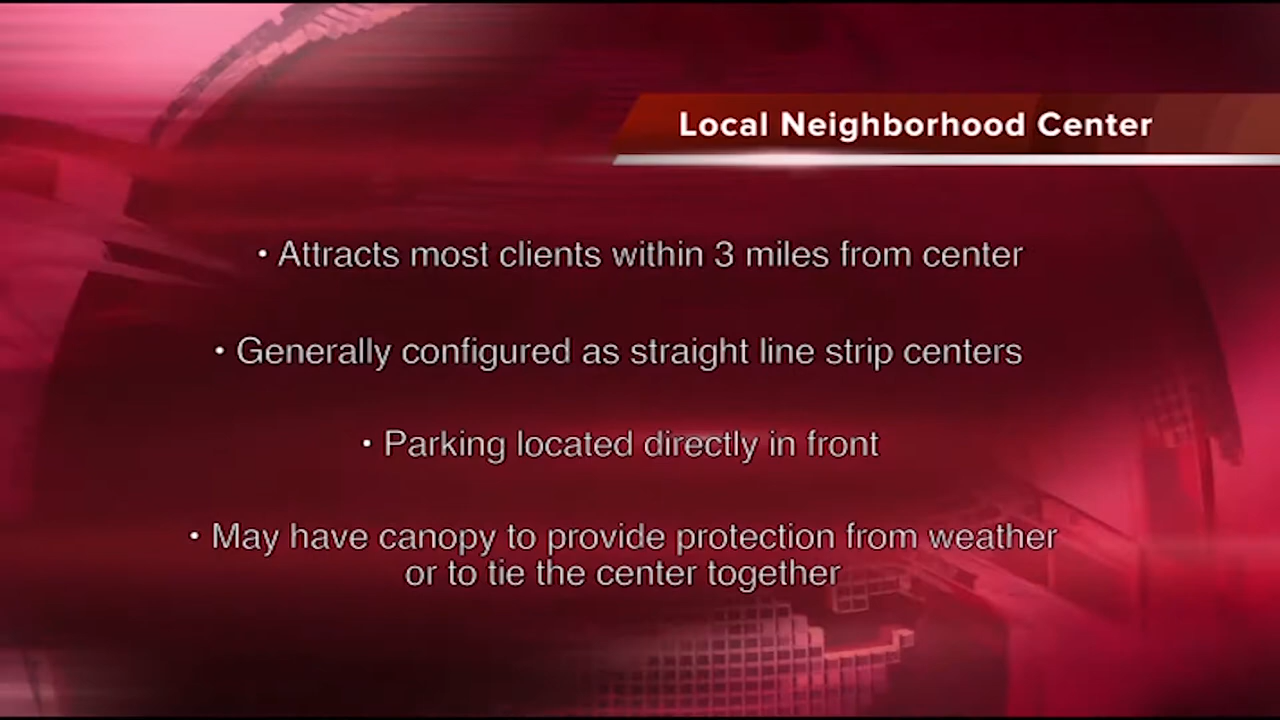 Local Neighborhood Center
• Attracts most clients within 3 miles from center
• Generally configured as straight line strip centers
• Parking located directly in front
• May have canopy to provide protection from weather
or to tie the center together